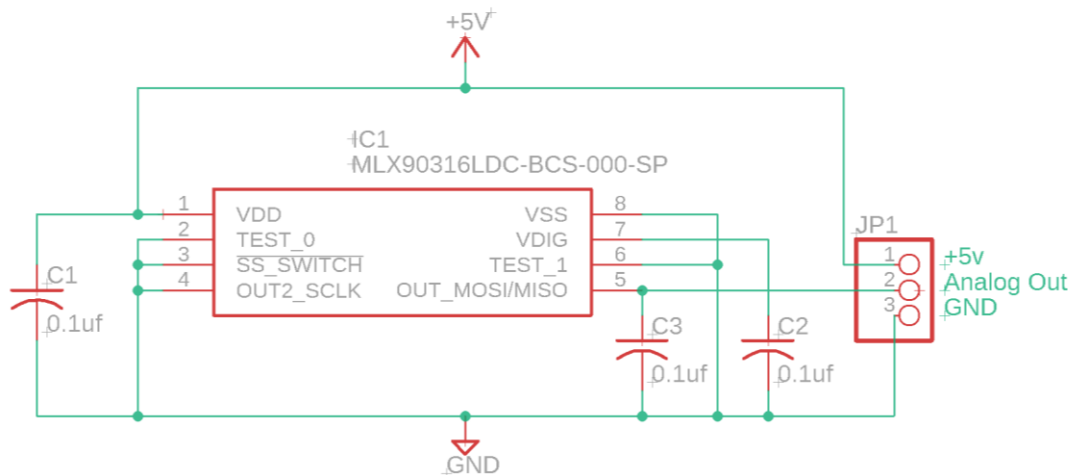 +5V
IC1
MLX90316LDC-BCS-000-SP
1
VDD
VSS
8
2
TEST_0
VDIG
7
3
SS_SWITCH
TEST_1
6
4
OUT2_SCLK
OUT_MOSI/MISO
5
C1
0.1uf
C3
0.1uf
C2
0.1uf
JP1
1
+5v
2
Analog Out
3
GND
GND